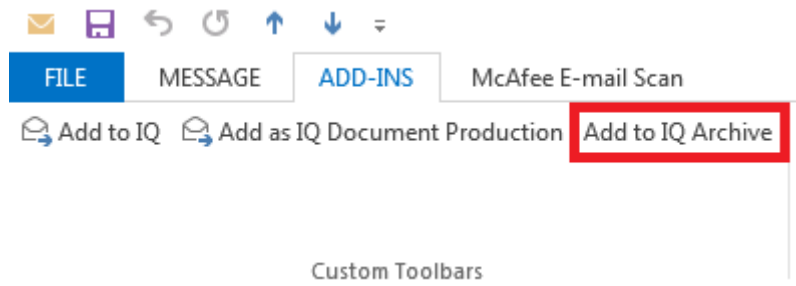 FILE MESSAGE ADD-INS McAfee E-mail Scan
Add to IQ Add as IQ Document Production Add to IQ Archive
Custom Toolbars